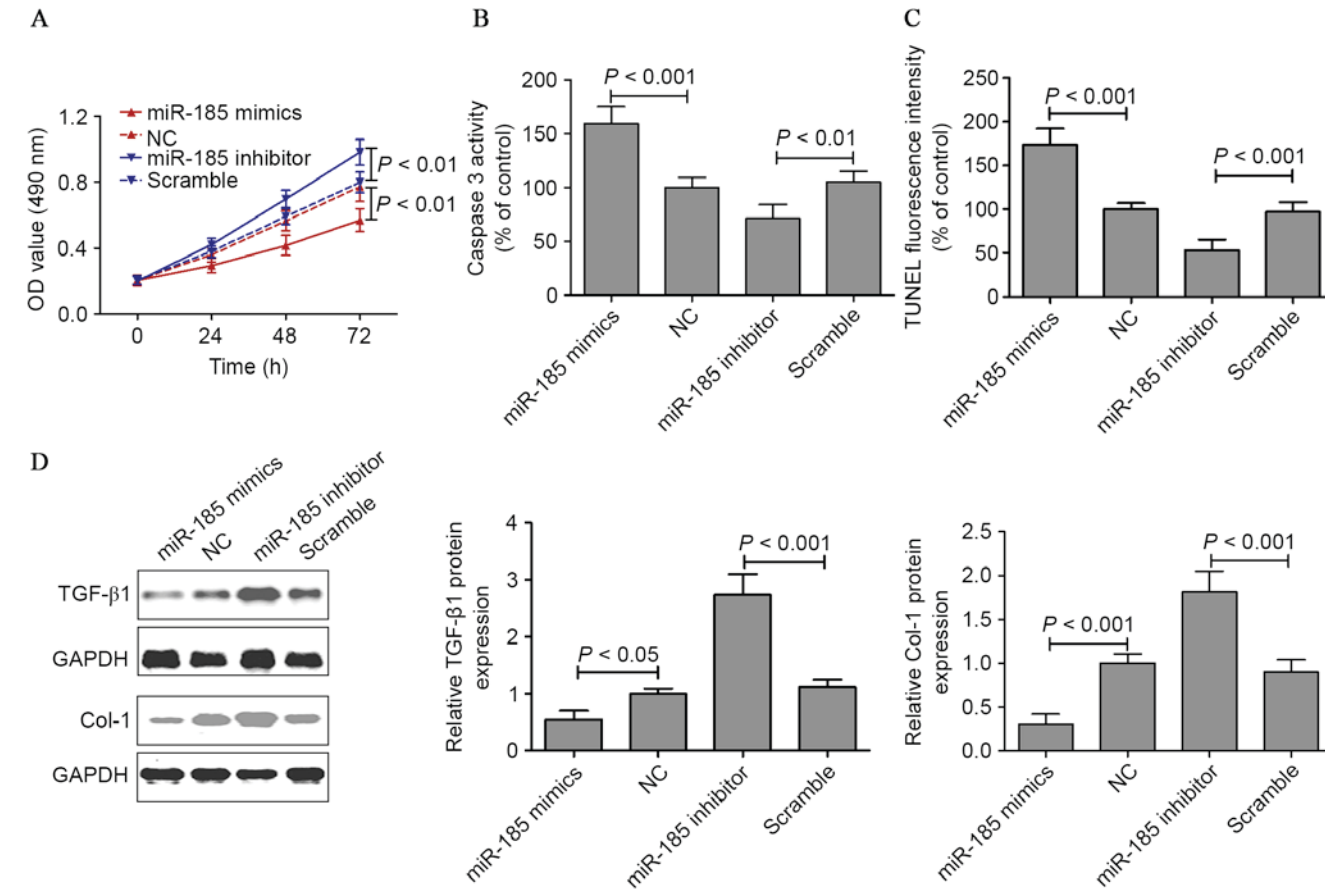 A
miR-185 mimics
NC
miR-185 inhibitor
Scramble
P < 0.01
P < 0.01
OD value (490 nm)
1.2
0.8
0.4
0.0
0 24 48 72
Time (h)
B
Caspase 3 activity
(% of control)
200
150
100
50
0
P < 0.001
P < 0.01
miR-185 mimics
NC
miR-185 inhibitor
Scramble
C
TUNEL fluorescence intensity
(% of control)
250
200
150
100
50
0
P < 0.001
P < 0.001
miR-185 mimics
NC
miR-185 inhibitor
Scramble
D
miR-185 mimics
NC
miR-185 inhibitor
Scramble
TGF-β1
GAPDH
Col-1
GAPDH
Relative TGF-β1 protein
expression
4
3
2
1
0
P < 0.05
P < 0.001
miR-185 mimics
NC
miR-185 inhibitor
Scramble
Relative Col-1 protein
expression
2.5
2.0
1.5
1.0
0.5
0.0
P < 0.001
P < 0.001
miR-185 mimics
NC
miR-185 inhibitor
Scramble